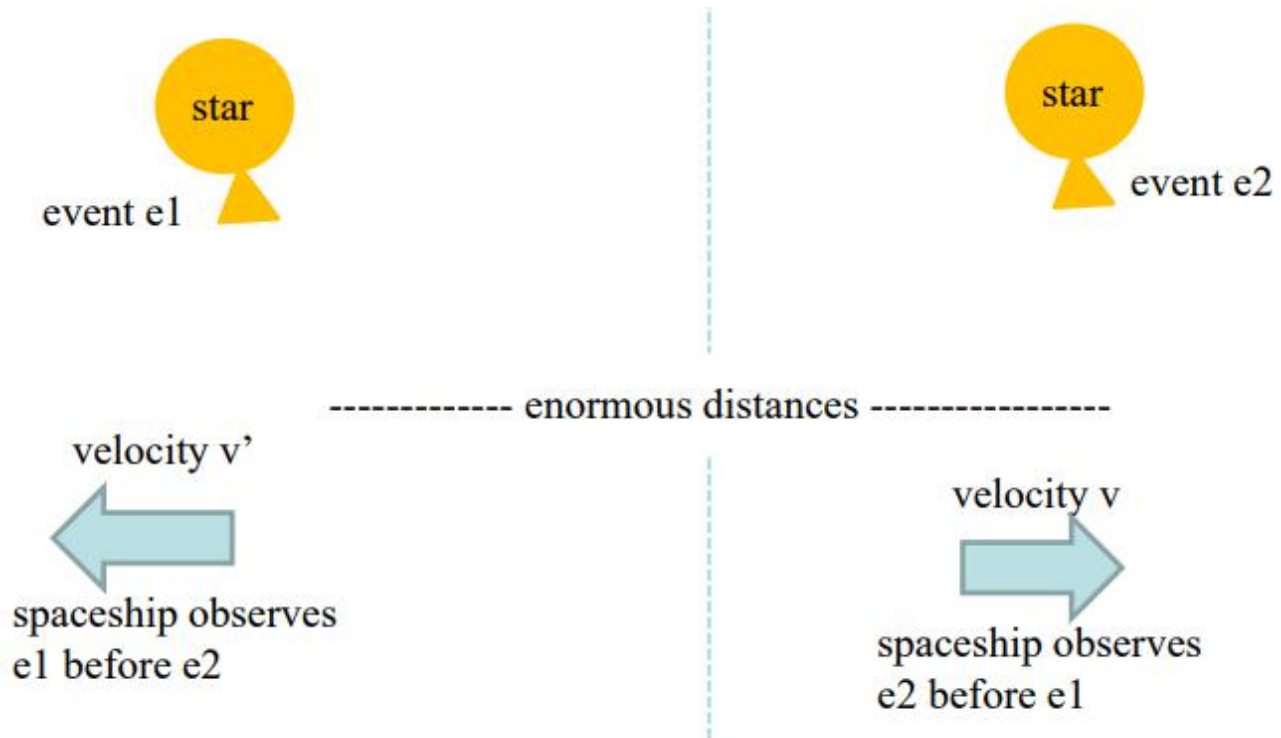 star
star
event e1
event e2
------------- enormous distances -----------------
velocity v’
velocity v
spaceship observes
e1 before e2
spaceship observes
e2 before e1